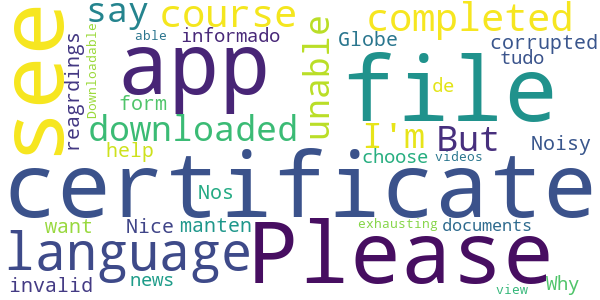 see
reagrdings
Downloadable
say
able
course
informado
app
form
downloaded
help
unable
completed
Globe
corrupted
tudo
file
de
I'm
But
Noisy
choose
videos
certificate
Nos
want
Nice
manten
language
Please
exhausting
documents
invalid
news
view
Why